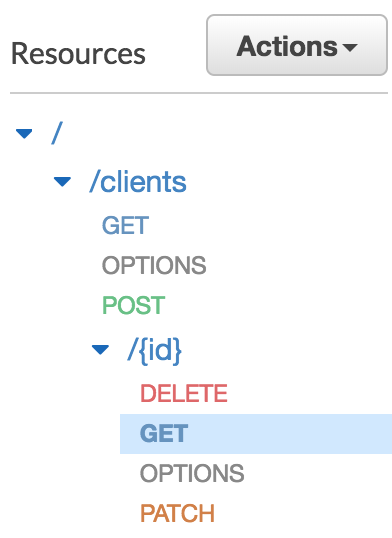 Resources
Actions
/
/clients
GET
OPTIONS
POST
/{id}
DELETE
GET
OPTIONS
PATCH